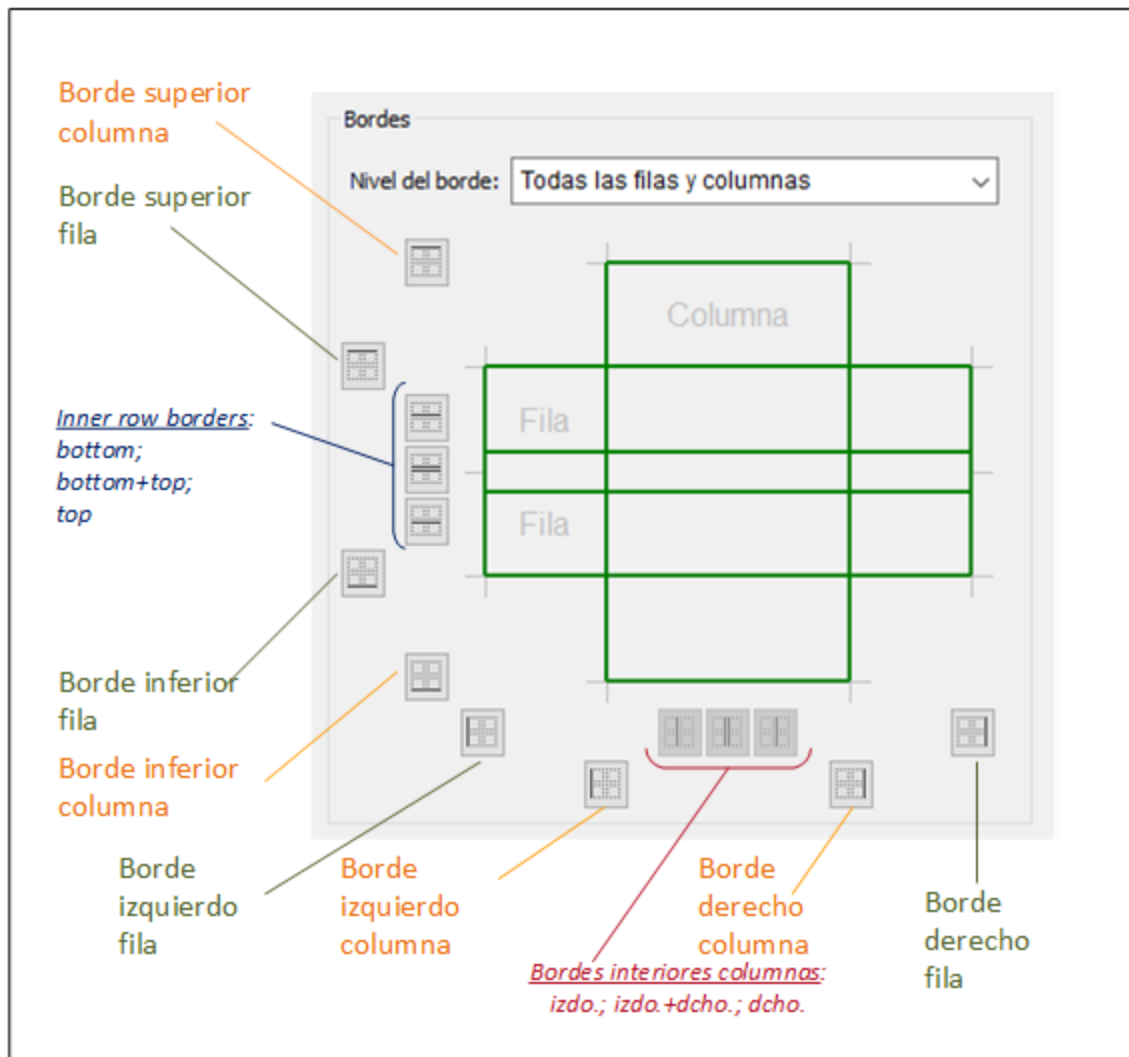 Borde superior
columna
Bordes
Nivel del borde: Todas las filas y columnas
Borde superior
fila
Columna
Inner row borders:
bottom;
bottom+top;
top
Fila
Fila
Borde inferior
fila
Borde inferior
columna
Borde
izquierdo
fila
Borde
izquierdo
columna
Borde
derecho
columna
Borde
derecho
fila
Bordes interiores columnas:
izdo.; izdo.+dcho.; dcho.